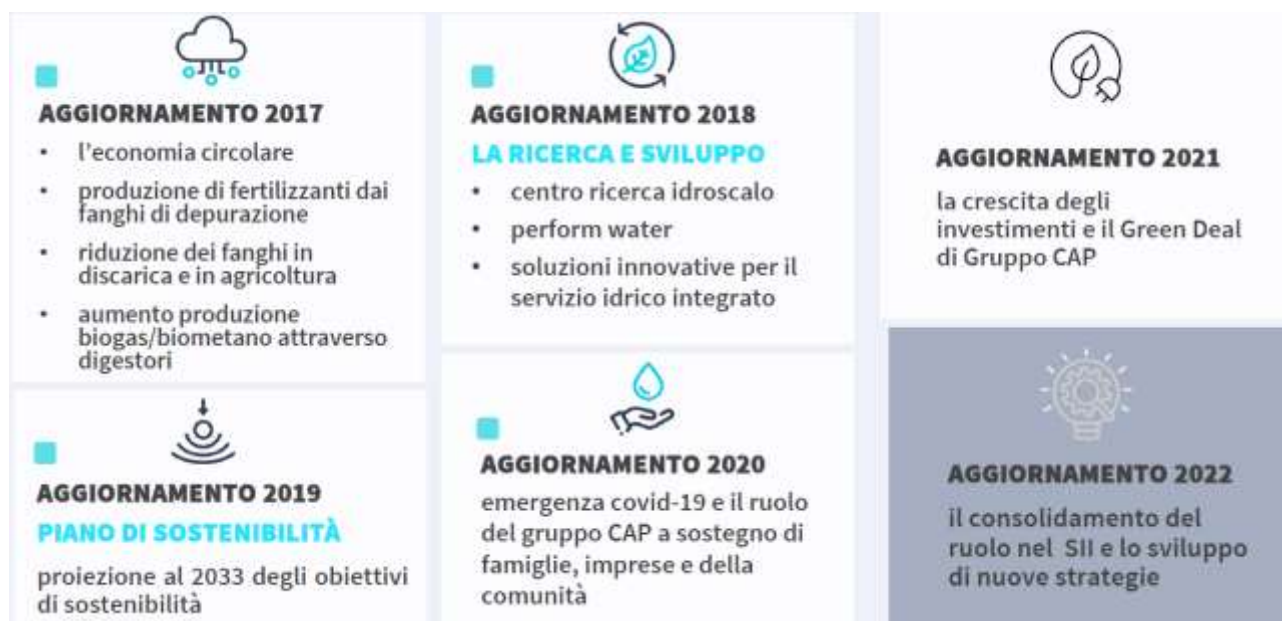 AGGIORNAMENTO 2017
• l'economia circolare
• produzione di fertilizzanti dai
fanghi di depurazione
• riduzione dei fanghi in
discarica e in agricoltura
• aumento produzione
biogas/biometano attraverso
digestori
AGGIORNAMENTO 2018
LA RICERCA E SVILUPPO
• centro ricerca idroscalo
• perform water
• soluzioni innovative per il
servizio idrico integrato
AGGIORNAMENTO 2019
PIANO DI SOSTENIBILITÀ
proiezione al 2033 degli obiettivi
di sostenibilità
AGGIORNAMENTO 2020
emergenza covid-19 e il ruolo
del gruppo CAP a sostegno di
famiglie, imprese e della
comunità
AGGIORNAMENTO 2021
la crescita degli
investimenti e il Green Deal
di Gruppo CAP
AGGIORNAMENTO 2022
il consolidamento del
ruolo nel SII e lo sviluppo
di nuove strategie